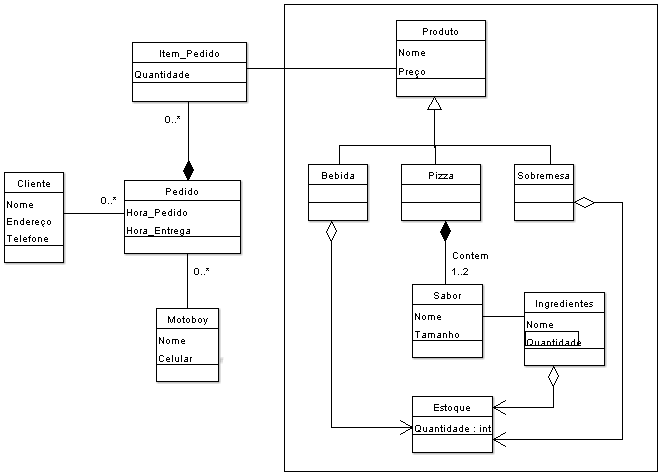 Produto
Nome
Preço
Item_Pedido
Quantidade
0..*
Cliente
Nome
Endereço
Telefone
0..*
Pedido
Hora_Pedido
Hora_Entrega
0..*
Motoboy
Nome
Celular
Bebida
Pizza
Sobremesa
Contem
1..2
Sabor
Nome
Tamanho
Ingredientes
Nome
Quantidade
Estoque
Quantidade : int